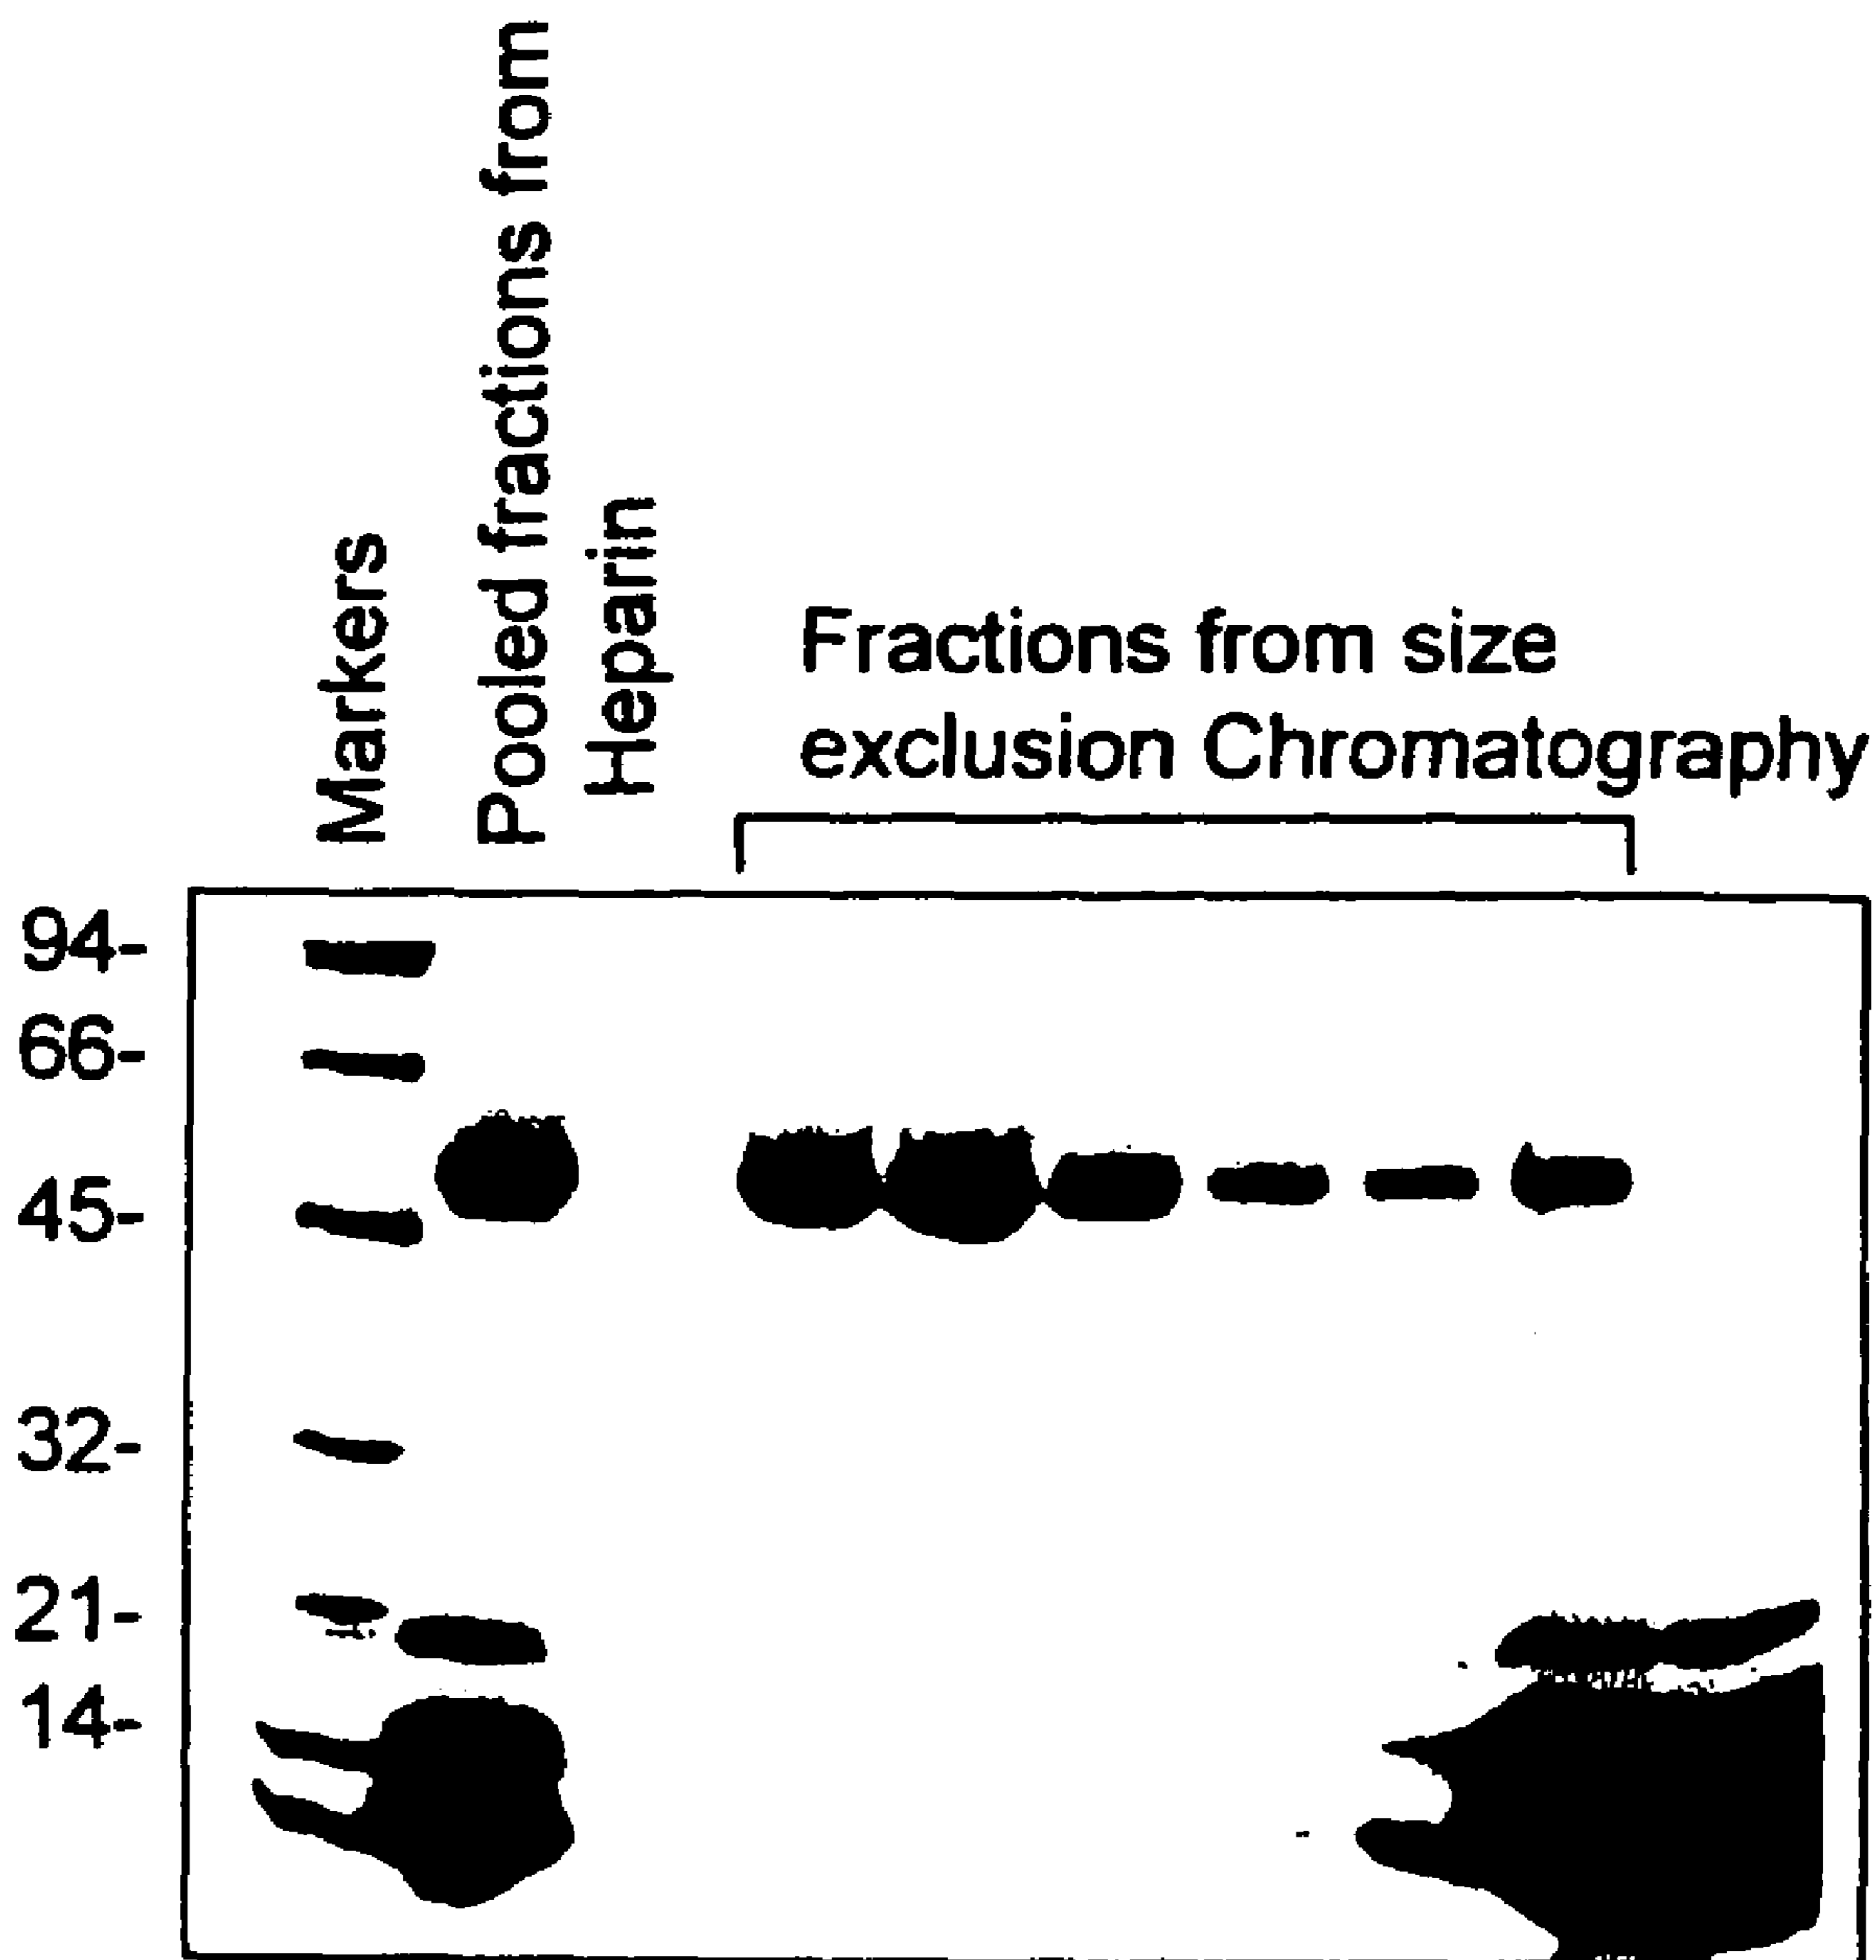 Markers
Pooled fractions from
Heparin
Fractions from size
exclusion Chromatography
94-
66-
45-
32-
21-
14-